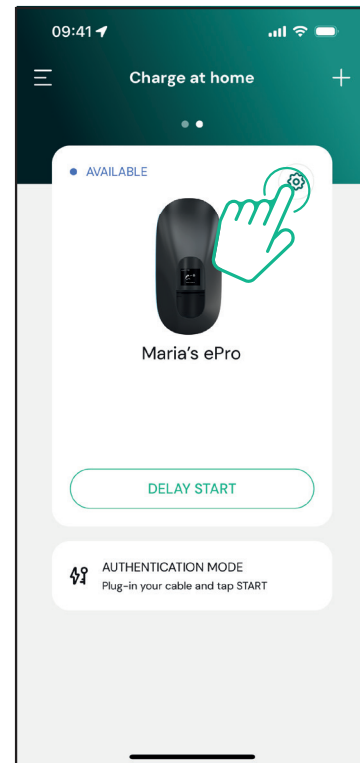 09:41
Charge at home
AVAILABLE
Maria's ePro
DELAY START
AUTHENTICATION MODE
Plug-in your cable and tap START